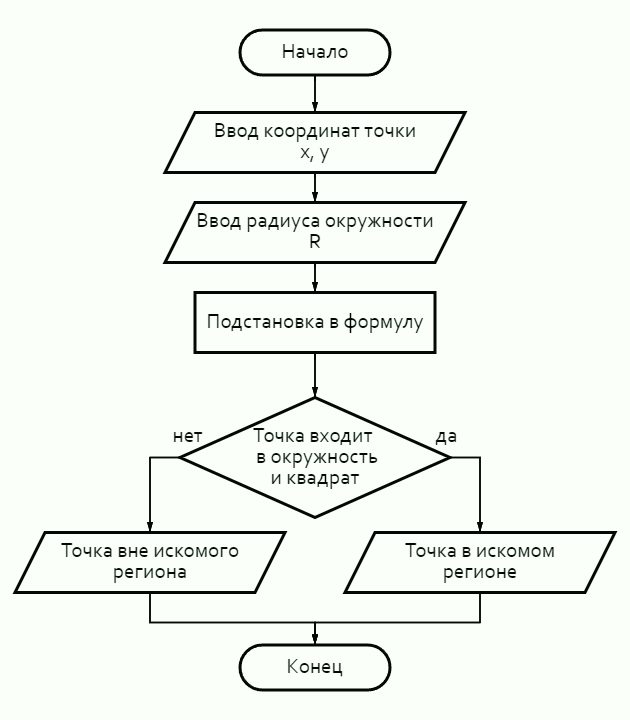 Начало
Ввод координат точки
x, y
Ввод радиуса окружности
R
Подстановка в формулу
нет
Точка входит
в окружность
и квадрат
да
Точка вне искомого
региона
Точка в искомом
регионе
Конец